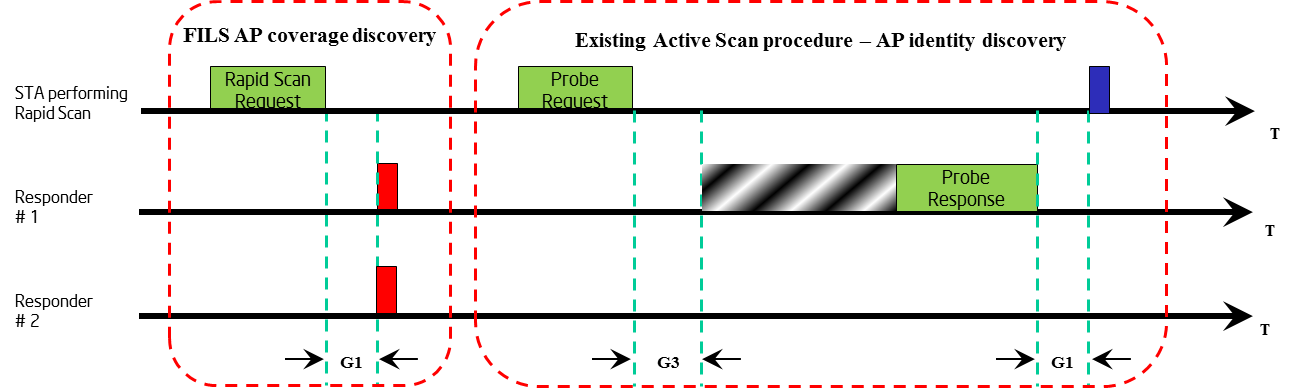 FILS AP coverage discovery
Existing Active Scan procedure – AP identity discovery
STA performing
Rapid Scan
Rapid Scan
Request
Probe
Request
T
Responder
# 1
Probe
Response
T
Responder
# 2
T
G1
G3
G1